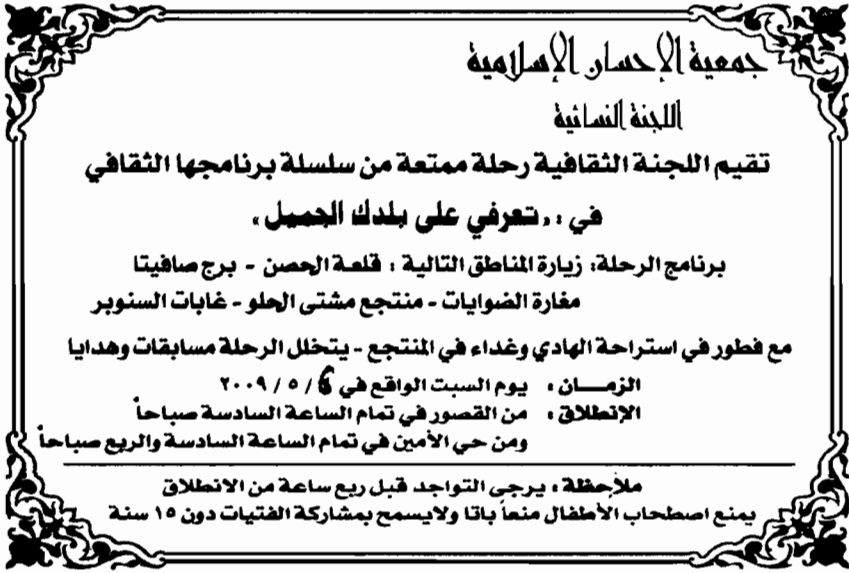 جمعية الإحسان الإسلامية
اللجنة النسائية
تقيم اللجنة الثقافية رحلة ممتعة من سلسلة برنامجها الثقافي
في : « تعرفي على بلدك الجميل »
برنامج الرحلة: زيارة المناطق التالية : قلعة الحصن - برج صافيتا
مغارة الضوايات - منتجع مشتى الحلو - غابات السنوبر
مع فطور في استراحة الهادي وغداء في المنتجع - يتخلل الرحلة مسابقات وهدايا
الزمـــان : يوم السبت الواقع في / ٥ / ٢٠٠٩
الإنطلاق : من القصور في تمام الساعة السادسة صباحاً
ومن حي الأمين في تمام الساعة السادسة والربع صباحاً
ملاحظة : يرجى التواجد قبل ربع ساعة من الانطلاق
يمنع اصطحاب الأطفال منعاً باتا ولايسمح بمشاركة الفتيات دون ١٥ سنة